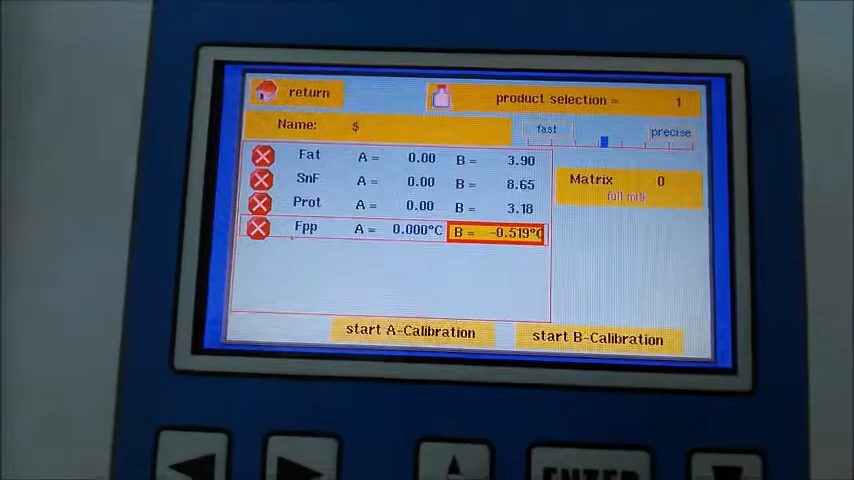 return
product selection = 1
Name: $
fast
precise
Fat A = 0.00 B = 3.90
SnF A = 0.00 B = 8.65
Prot A = 0.00 B = 3.18
Fpp A = 0.000°C B = -0.519°C
Matrix 0
full milk
start A-Calibration
start B-Calibration
ENTER